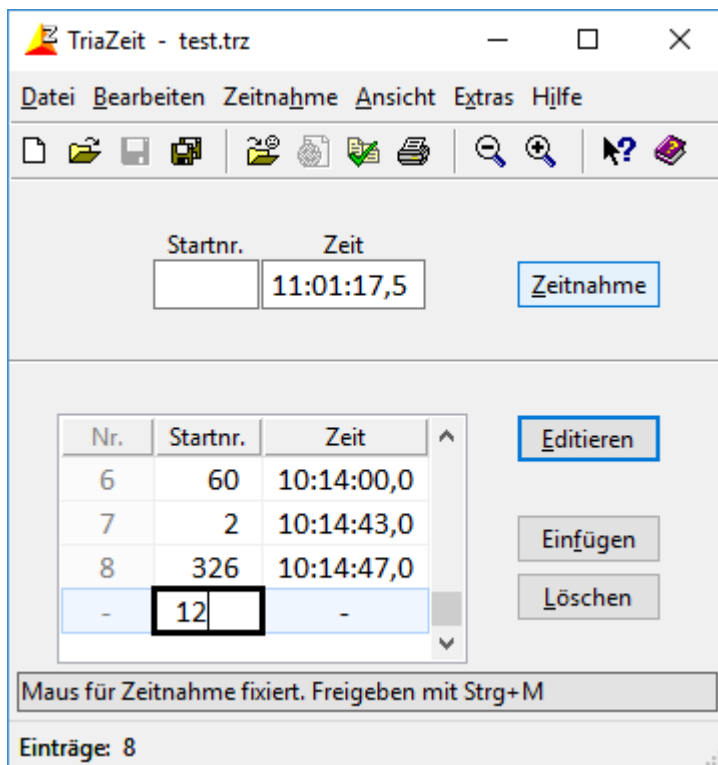 TriaZeit - test.trz
Datei Bearbeiten Zeitnahme Ansicht Extras Hilfe
Startnr. Zeit
11:01:17,5 Zeitnahme
Nr. Startnr. Zeit Editieren
6 60 10:14:00,0
7 2 10:14:43,0 Einfügen
8 326 10:14:47,0
- 12 - Löschen
Maus für Zeitnahme fixiert. Freigeben mit Strg+M
Einträge: 8